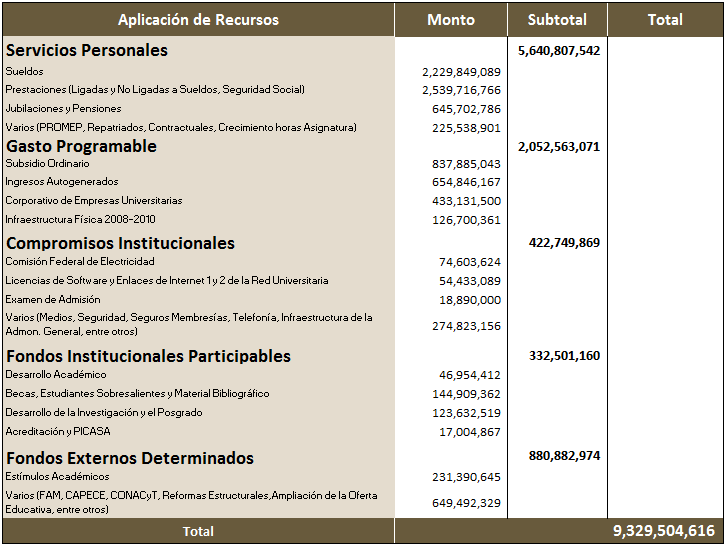 Aplicación de Recursos Monto Subtotal Total
Servicios Personales 5,640,807,542
Sueldos 2,229,849,089
Prestaciones (Ligadas y No Ligadas a Sueldos, Seguridad Social) 2,539,716,766
Jubilaciones y Pensiones 645,702,786
Varios (PROMEP, Repatriados, Contractuales, Crecimiento horas Asignatura) 225,538,901
Gasto Programable 2,052,563,071
Subsidio Ordinario 837,885,043
Ingresos Autogenerados 654,846,167
Corporativo de Empresas Universitarias 433,131,500
Infraestructura Física 2008-2010 126,700,361
Compromisos Institucionales 422,749,869
Comisión Federal de Electricidad 74,603,624
Licencias de Software y Enlaces de Internet 1 y 2 de la Red Universitaria 54,433,089
Examen de Admisión 18,890,000
Varios (Medios, Seguridad, Seguros Membresías, Telefonía, Infraestructura de la
Admon. General, entre otros) 274,823,156
Fondos Institucionales Participables 332,501,160
Desarrollo Académico 46,954,412
Becas, Estudiantes Sobresalientes y Material Bibliográfico 144,909,362
Desarrollo de la Investigación y el Posgrado 123,632,519
Acreditación y PICASA 17,004,867
Fondos Externos Determinados 880,882,974
Estímulos Académicos 231,390,645
Varios (FAM, CAPECE, CONACyT, Reformas Estructurales,Ampliación de la Oferta
Educativa, entre otros) 649,492,329
Total 9,329,504,616